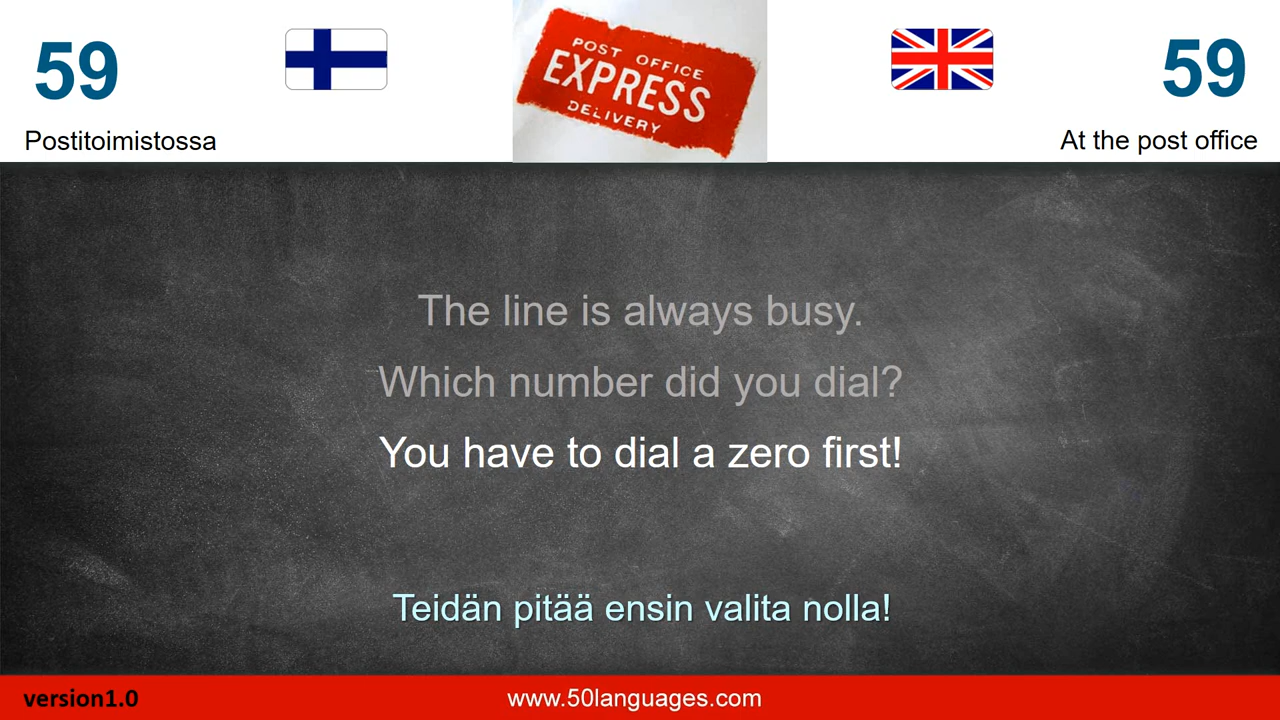 59
Postitoimistossa
POST OFFICE
EXPRESS
DELIVERY
59
At the post office
The line is always busy.
Which number did you dial?
You have to dial a zero first!
Teidän pitää ensin valita nolla!
version1.0
www.50languages.com